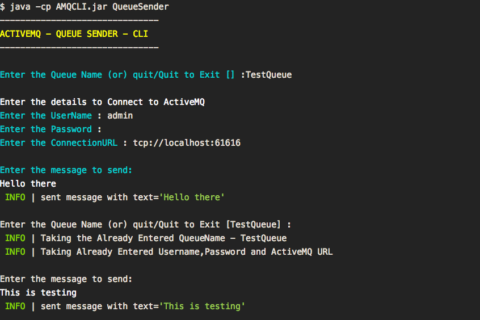 $ java -cp AMQCLI.jar QueueSender
--------------------------------
ACTIVEMQ - QUEUE SENDER - CLI
--------------------------------
Enter the Queue Name (or) quit/Quit to Exit [] :TestQueue
Enter the details to Connect to ActiveMQ
Enter the UserName : admin
Enter the Password :
Enter the ConnectionURL : tcp://localhost:61616
Enter the message to send:
Hello there
INFO | sent message with text='Hello there'
Enter the Queue Name (or) quit/Quit to Exit [TestQueue] :
INFO | Taking the Already Entered QueueName - TestQueue
INFO | Taking Already Entered Username,Password and ActiveMQ URL
Enter the message to send:
This is testing
INFO | sent message with text='This is testing'